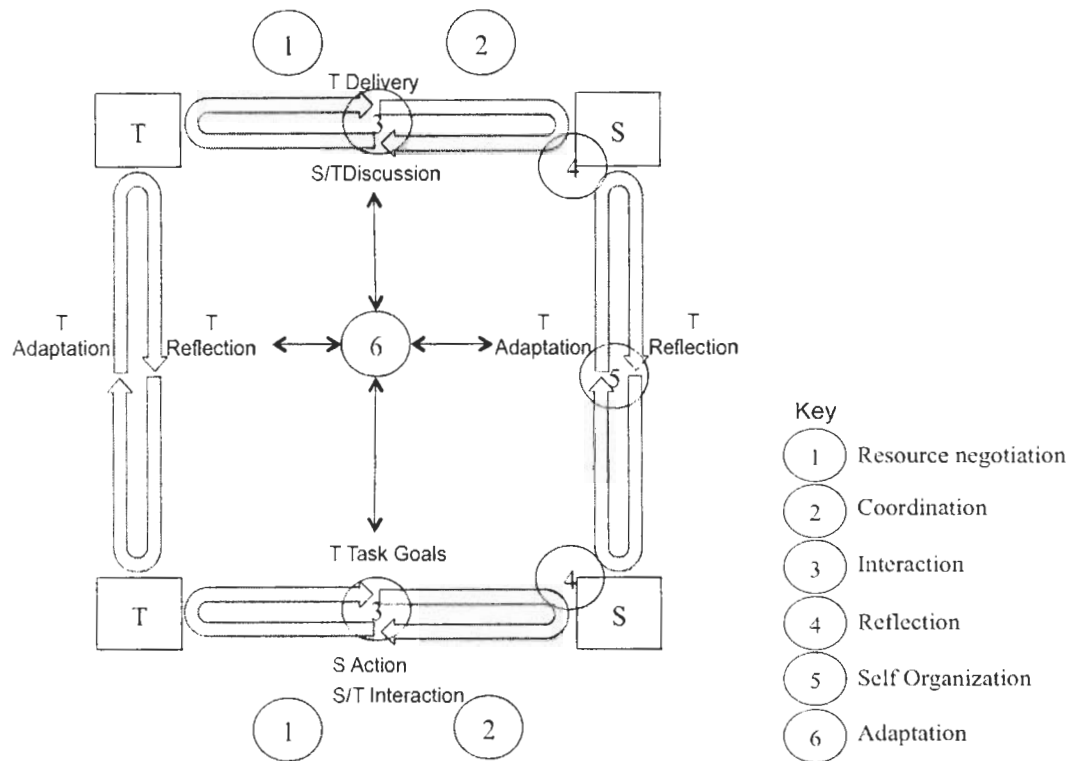 1
2
T Delivery
T
3
S
4
S/TDiscussion
T
Adaptation
T
Reflection
6
T
Adaptation
T
Reflection
5
T Task Goals
4
T
3
S
S Action
S/T Interaction
1
2
Key
1 Resource negotiation
2 Coordination
3 Interaction
4 Reflection
5 Self Organization
6 Adaptation